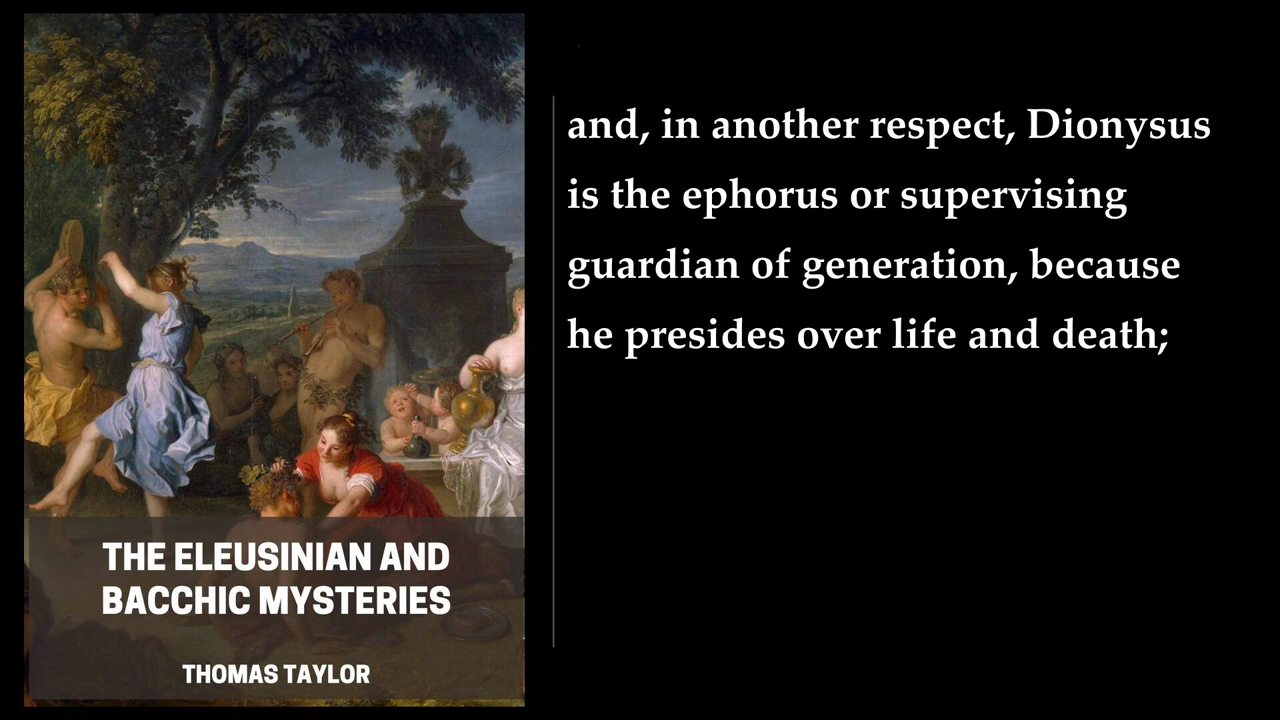 and, in another respect, Dionysus
is the ephorus or supervising
guardian of generation, because
he presides over life and death;
THE ELEUSINIAN AND
BACCHIC MYSTERIES
THOMAS TAYLOR